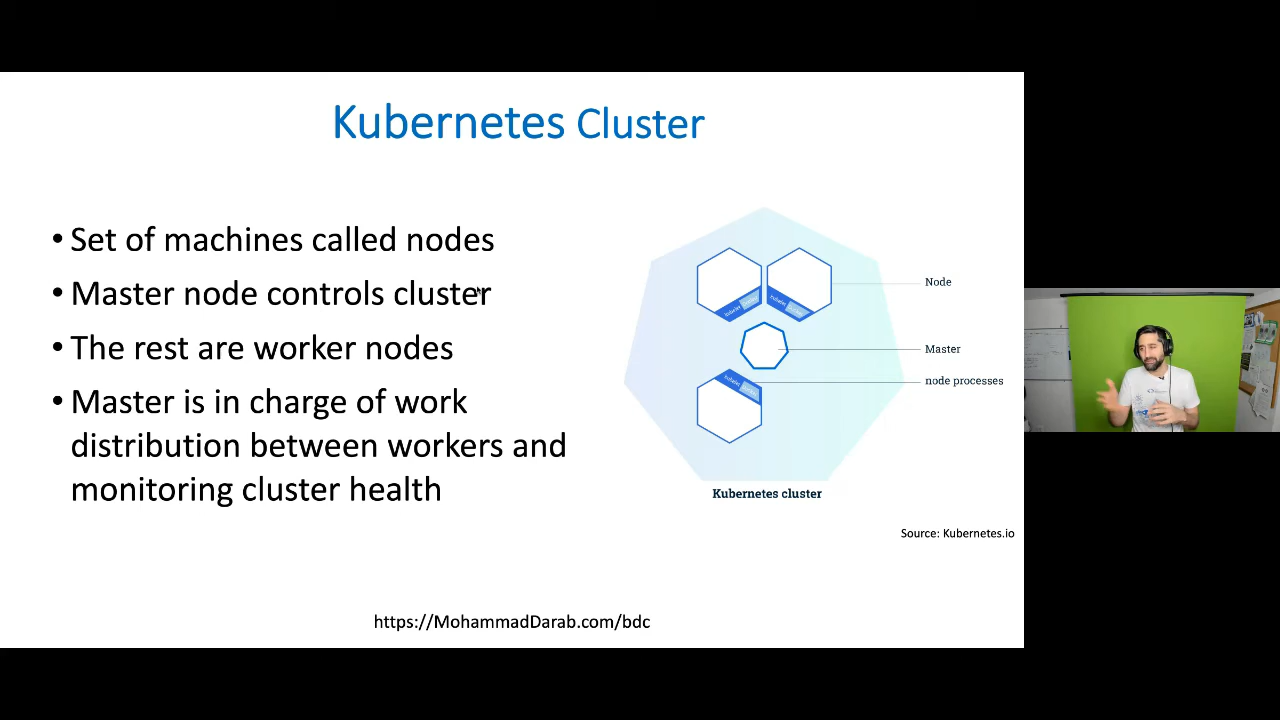 Kubernetes Cluster
• Set of machines called nodes
• Master node controls cluster
• The rest are worker nodes
• Master is in charge of work
distribution between workers and
monitoring cluster health
Node
Master
node processes
Kubernetes cluster
Source: Kubernetes.io
https://MohammadDarab.com/bdc